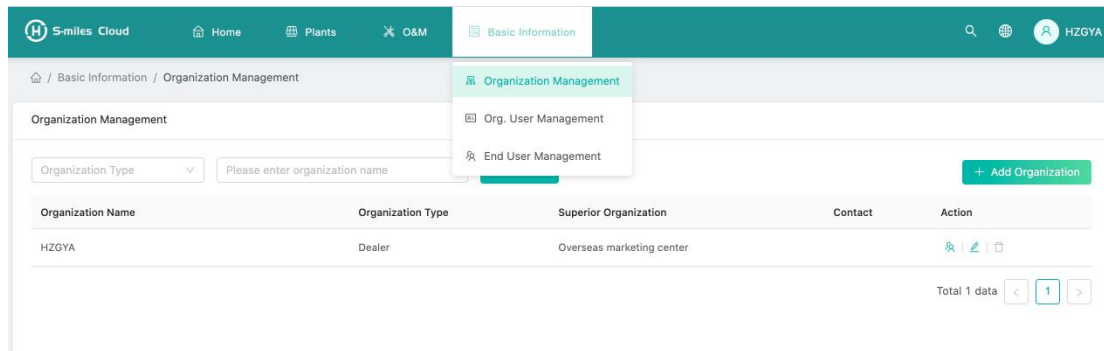 S-miles Cloud Home Plants O&M Basic Information HZGYA
/ Basic Information / Organization Management
Organization Management
Org. User Management
End User Management
Organization Management
Organization Type Please enter organization name + Add Organization
Organization Name Organization Type Superior Organization Contact Action
HZGYA Dealer Overseas marketing center
Total 1 data < 1 >